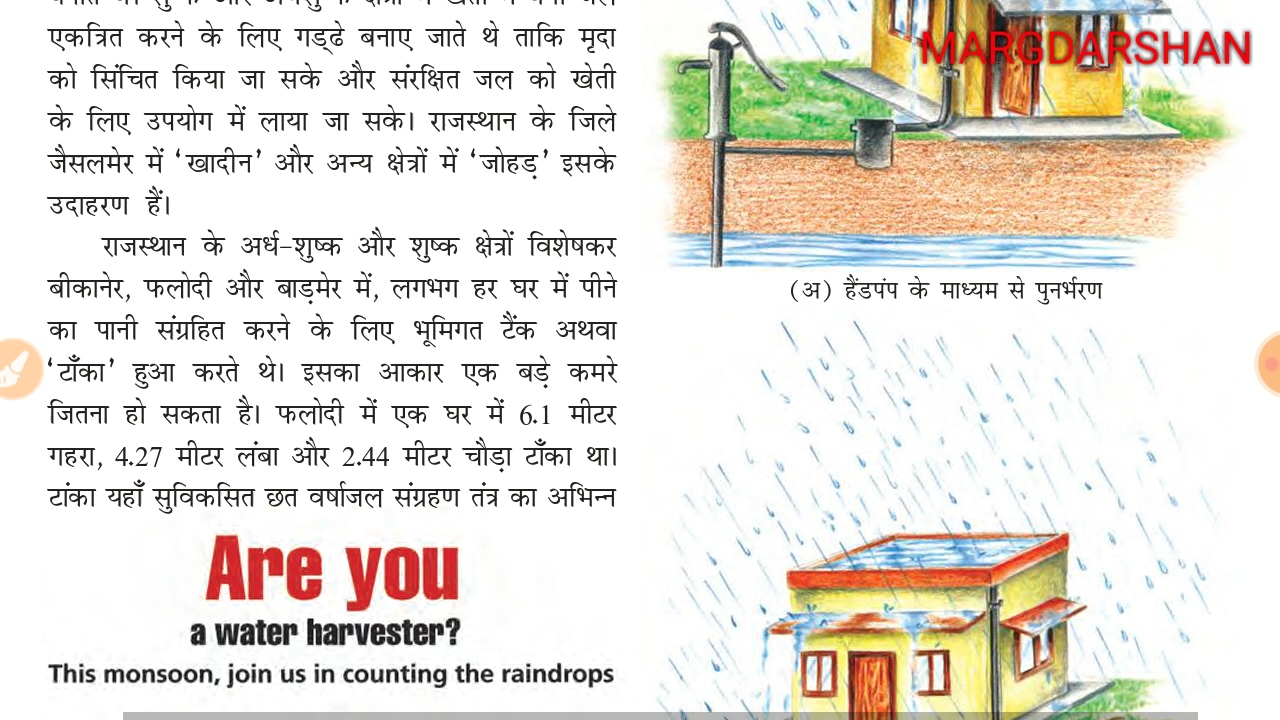 एकत्रित करने के लिए गड्ढे बनाए जाते थे ताकि मृदा
को सिंचित किया जा सके और संरक्षित जल को खेती
के लिए उपयोग में लाया जा सके। राजस्थान के जिले
जैसलमेर में ‘खादीन’ और अन्य क्षेत्रों में ‘जोहड़’ इसके
उदाहरण हैं।
राजस्थान के अर्ध-शुष्क और शुष्क क्षेत्रों विशेषकर
बीकानेर, फलोदी और बाड़मेर में, लगभग हर घर में पीने
का पानी संग्रहित करने के लिए भूमिगत टैंक अथवा
‘टाँका’ हुआ करते थे। इसका आकार एक बड़े कमरे
जितना हो सकता है। फलोदी में एक घर में 6.1 मीटर
गहरा, 4.27 मीटर लंबा और 2.44 मीटर चौड़ा टाँका था।
टांका यहाँ सुविकसित छत वर्षाजल संग्रहण तंत्र का अभिन्न
Are you
a water harvester?
This monsoon, join us in counting the raindrops
MARGDARSHAN
(अ) हैंडपंप के माध्यम से पुनर्भरण